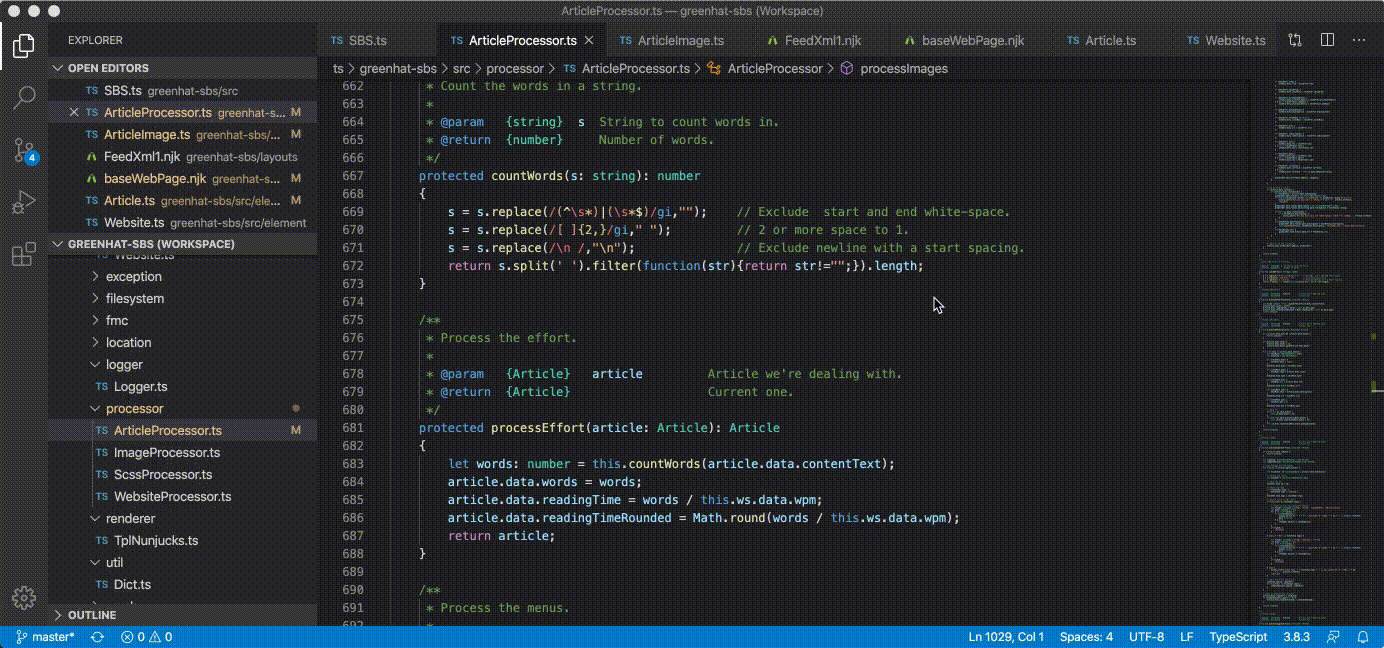 ArticleProcessor.ts — greenhat-sbs (Workspace)
EXPLORER
TS SBS.ts
TS ArticleProcessor.ts
TS ArticleImage.ts
FeedXml1.njk
baseWebPage.njk
TS Article.ts
TS Website.ts
OPEN EDITORS
TS SBS.ts greenhat-sbs/src
TS ArticleProcessor.ts greenhat-s... M
TS ArticleImage.ts greenhat-sbs/... M
FeedXml1.njk greenhat-sbs/layouts
baseWebPage.njk greenhat-s... M
TS Article.ts greenhat-sbs/src/ele... M
TS Website.ts greenhat-sbs/src/element
GREENHAT-SBS (WORKSPACE)
TS Website.ts
exception
filesystem
fmc
location
logger
TS Logger.ts
processor
TS ArticleProcessor.ts M
TS ImageProcessor.ts
TS ScssProcessor.ts
TS WebsiteProcessor.ts
renderer
TS TplNunjucks.ts
util
TS Dict.ts
OUTLINE
4
ts > greenhat-sbs > src > processor > TS ArticleProcessor.ts > ArticleProcessor > processImages
662 * Count the words in a string.
663 *
664 * @param {string} s String to count words in.
665 * @return {number} Number of words.
666 */
667 protected countWords(s: string): number
668 {
669 s = s.replace(/(^\s*)|(\s*$)/gi,""); // Exclude  start and end white-space.
670 s = s.replace(/[ ]{2,}/gi," "); // 2 or more space to 1.
671 s = s.replace(/\n /,"\n"); // Exclude newline with a start spacing.
672 return s.split(' ').filter(function(str){return str!="";}).length;
673 }
674
675 /**
676 * Process the effort.
677 *
678 * @param {Article} article Article we're dealing with.
679 * @return {Article} Current one.
680 */
681 protected processEffort(article: Article): Article
682 {
683 let words: number = this.countWords(article.data.contentText);
684 article.data.words = words;
685 article.data.readingTime = words / this.ws.data.wpm;
686 article.data.readingTimeRounded = Math.round(words / this.ws.data.wpm);
687 return article;
688 }
689
690 /**
691 * Process the menus.
692 *
master* 0 0 Ln 1029, Col 1 Spaces: 4 UTF-8 LF TypeScript 3.8.3